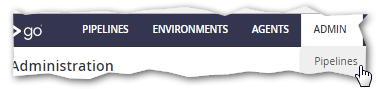 go PIPELINES ENVIRONMENTS AGENTS ADMIN
Administration Pipelines